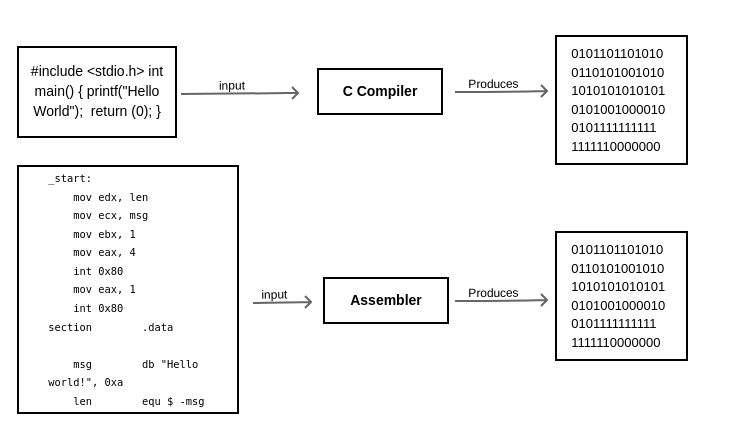 #include <stdio.h> int
main() { printf("Hello
World");  return (0); }
input
C Compiler
Produces
0101101101010
0110101001010
1010101010101
0101001000010
0101111111111
1111110000000
_start:
    mov edx, len
    mov ecx, msg
    mov ebx, 1
    mov eax, 4
    int 0x80
    mov eax, 1
    int 0x80
section        .data
    msg        db "Hello
world!", 0xa
    len        equ $ -msg
input
Assembler
Produces
0101101101010
0110101001010
1010101010101
0101001000010
0101111111111
1111110000000